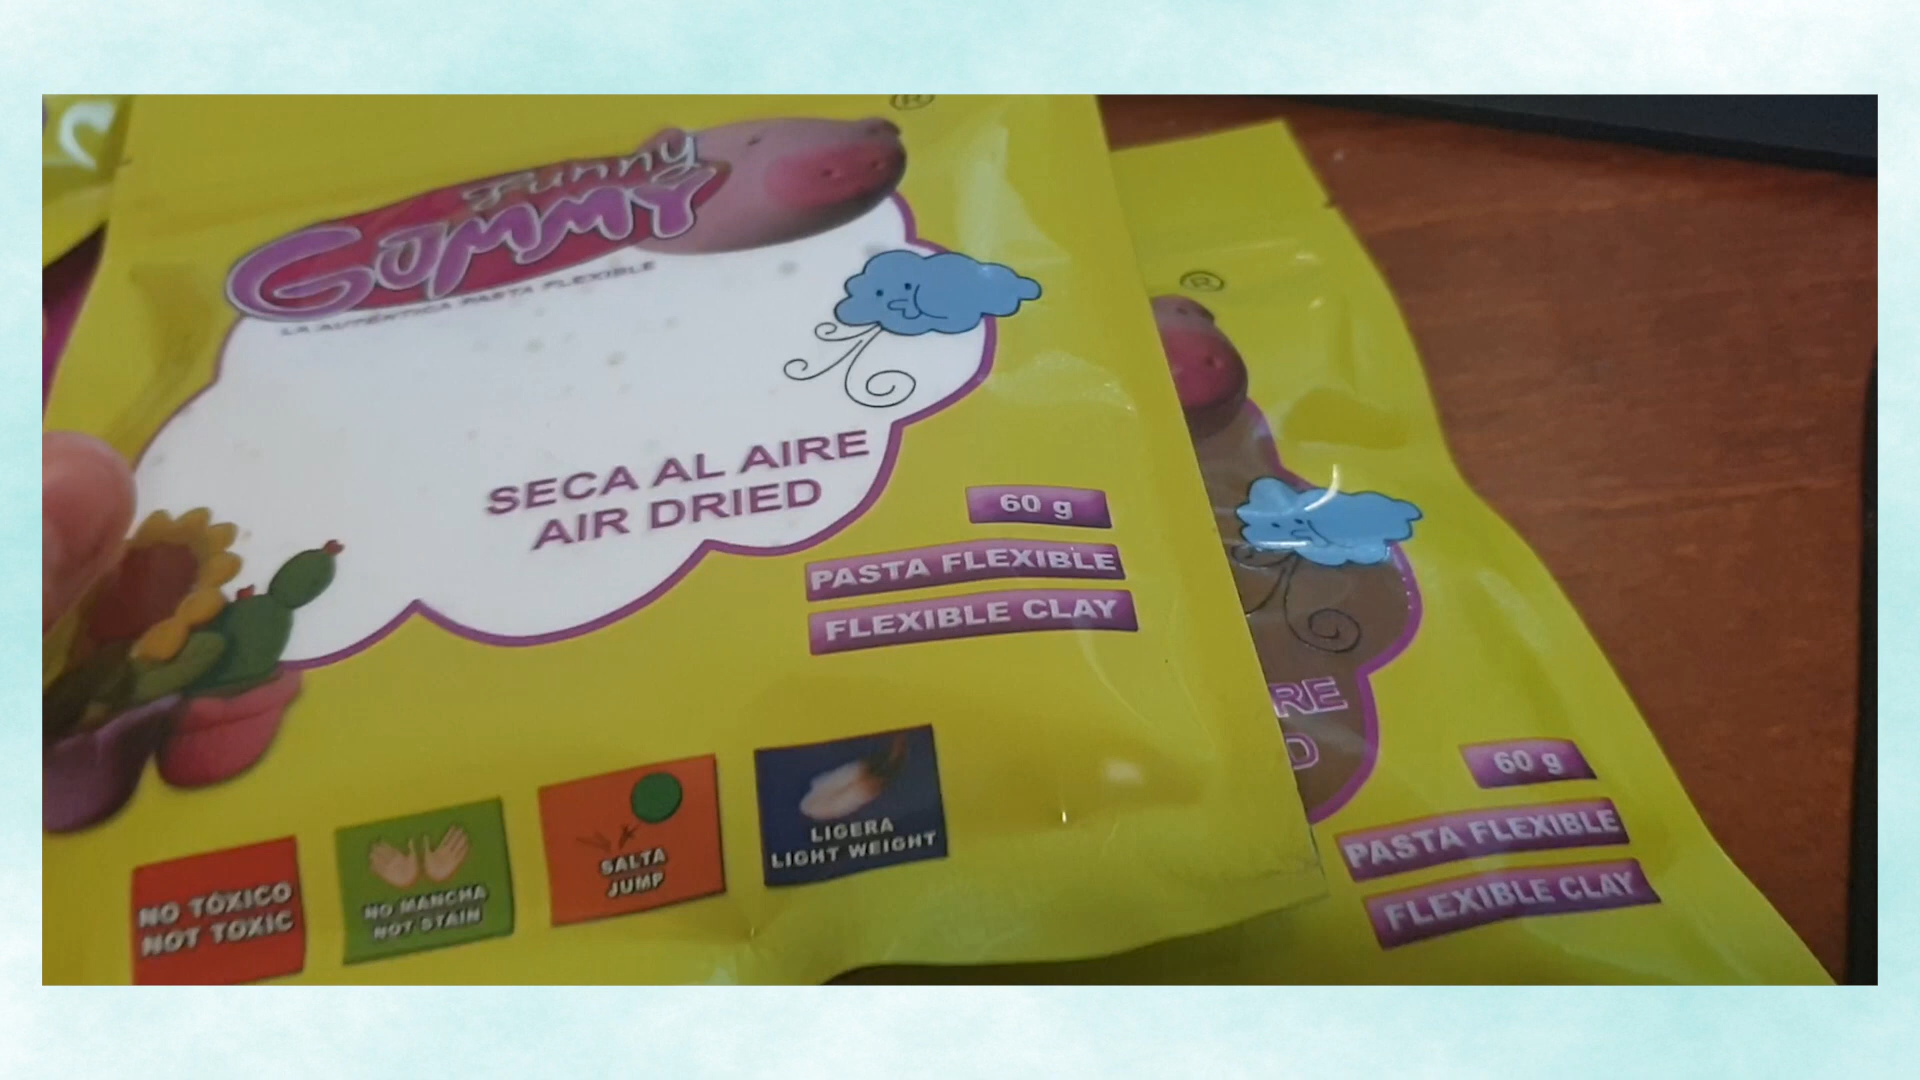 ®
Funny
GUMMY
LA AUTÉNTICA PASTA FLEXIBLE
SECA AL AIRE
AIR DRIED
60 g
PASTA FLEXIBLE
FLEXIBLE CLAY
NO TÓXICO
NOT TOXIC
NO MANCHA
NOT STAIN
SALTA
JUMP
LIGERA
LIGHT WEIGHT
®
RE
D
60 g
PASTA FLEXIBLE
FLEXIBLE CLAY